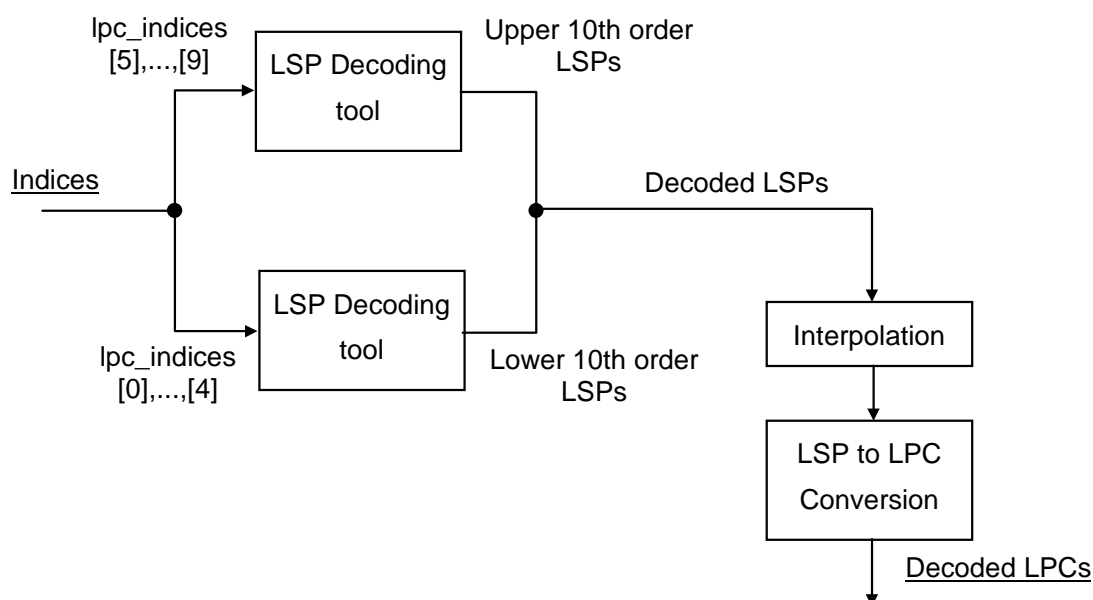 lpc_indices
[5],...,[9]
LSP Decoding
tool
Upper 10th order
LSPs
Indices
Decoded LSPs
LSP Decoding
tool
lpc_indices
[0],...,[4]
Lower 10th order
LSPs
Interpolation
LSP to LPC
Conversion
Decoded LPCs